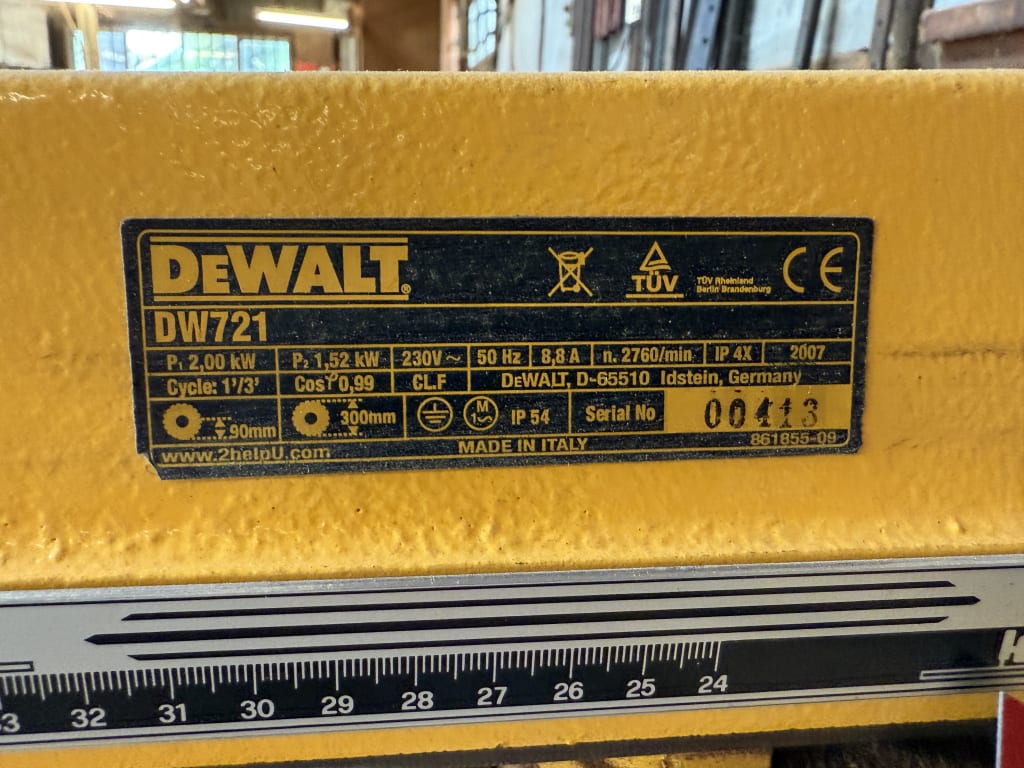 DEWALT®
TÜV
TÜV Rheinland
Berlin Brandenburg
CE
DW721
P₁ 2,00 kW P₂ 1,52 kW 230V ~ 50 Hz 8,8 A n. 2760/min IP 4X 2007
Cycle: 1'/3' Cosφ 0,99 CL.F DEWALT, D-65510 Idstein, Germany
90mm 300mm M 1~ IP 54 Serial No 00413
www.2helpU.com MADE IN ITALY 861855-09
33 32 31 30 29 28 27 26 25 24